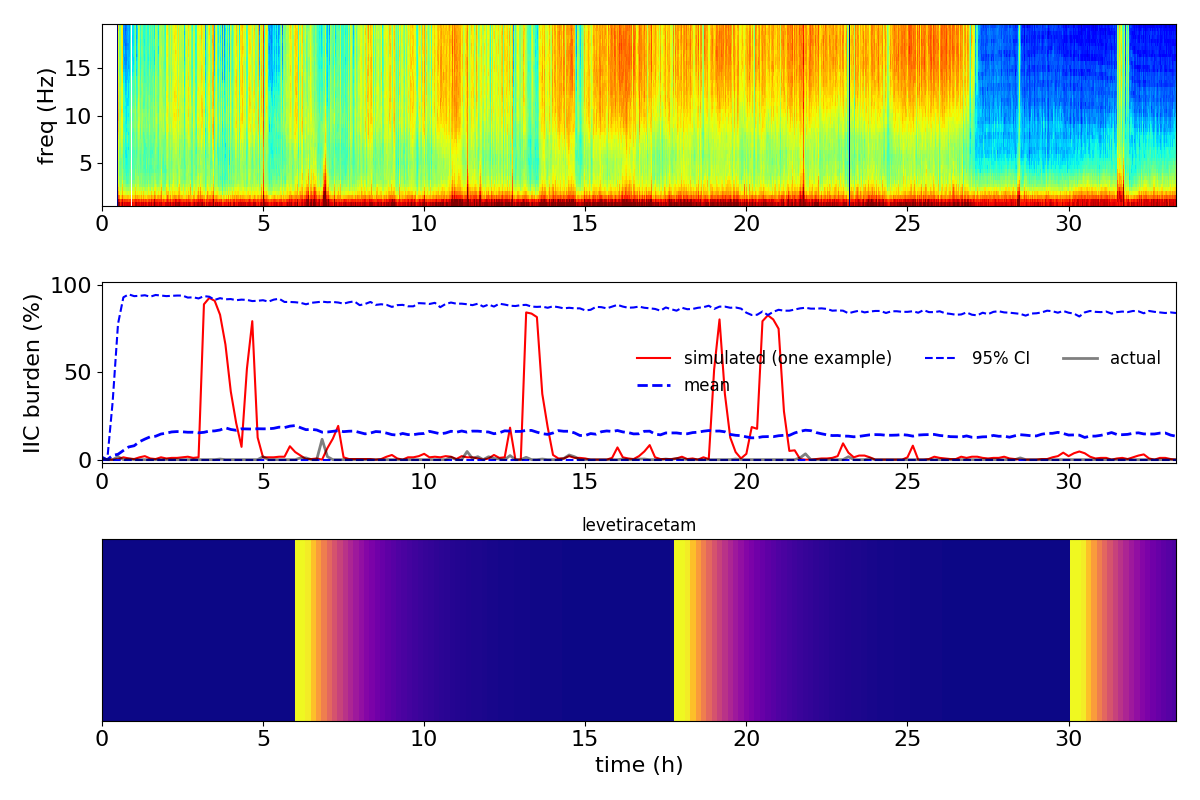 freq (Hz)
15
10
5
0 5 10 15 20 25 30
IC burden (%)
100
50
0
simulated (one example) 95% CI actual
mean
0 5 10 15 20 25 30
levetiracetam
0 5 10 15 20 25 30
time (h)